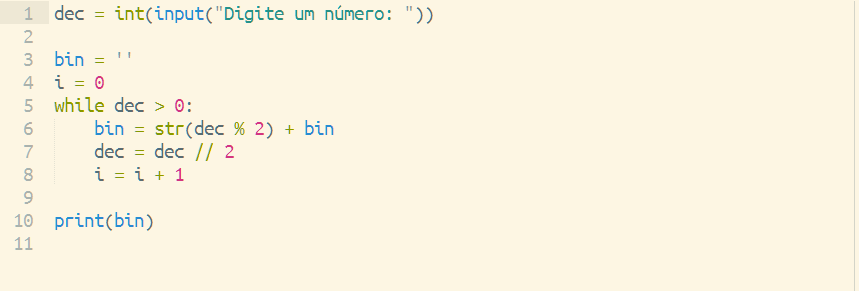 1 dec = int(input("Digite um número: "))
2
3 bin = ''
4 i = 0
5 while dec > 0:
6     bin = str(dec % 2) + bin
7     dec = dec // 2
8     i = i + 1
9
10 print(bin)
11